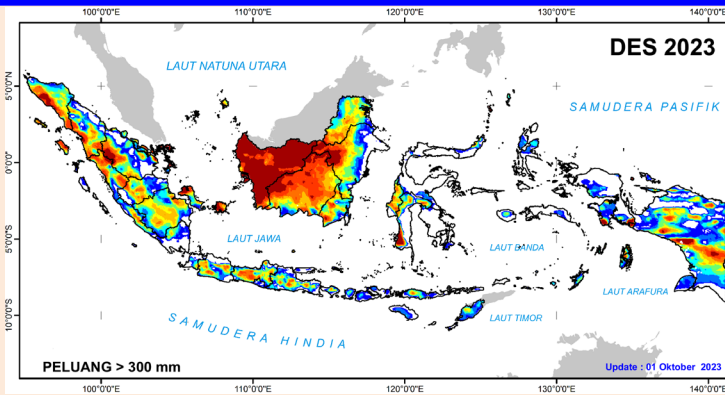 100°0'0"E 110°0'0"E 120°0'0"E 130°0'0"E 140°0'0"E
DES 2023
LAUT NATUNA UTARA
5°0'0"N
SAMUDERA PASIFIK
0°0'0"
LAUT JAWA
LAUT BANDA
5°0'0"S
LAUT ARAFURA
10°0'0"S
LAUT TIMOR
SAMUDERA HINDIA
PELUANG > 300 mm
Update : 01 Oktober 2023
100°0'0"E 110°0'0"E 120°0'0"E 130°0'0"E 140°0'0"E